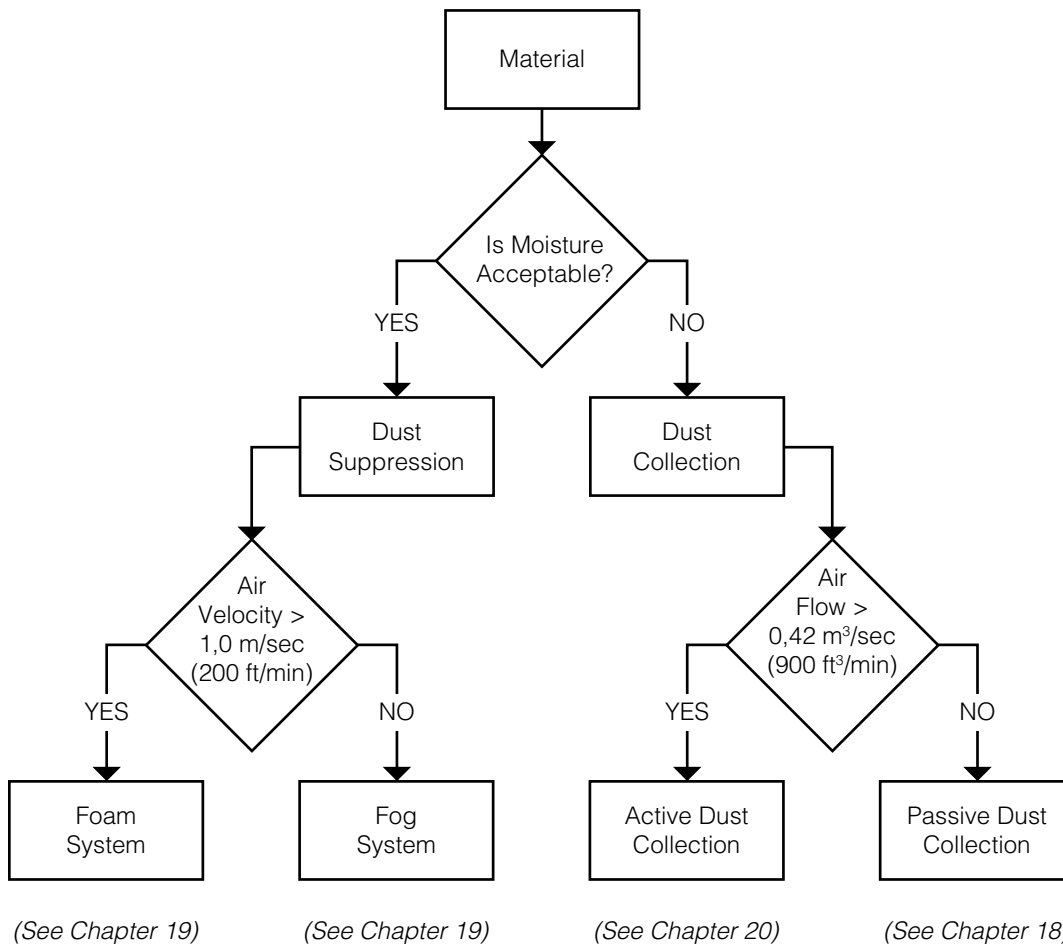 Material
Is Moisture
Acceptable?
YES
NO
Dust
Suppression
Dust
Collection
Air
Velocity >
1,0 m/sec
(200 ft/min)
Air
Flow >
0,42 m³/sec
(900 ft³/min)
YES
NO
YES
NO
Foam
System
Fog
System
Active Dust
Collection
Passive Dust
Collection
(See Chapter 19)
(See Chapter 19)
(See Chapter 20)
(See Chapter 18